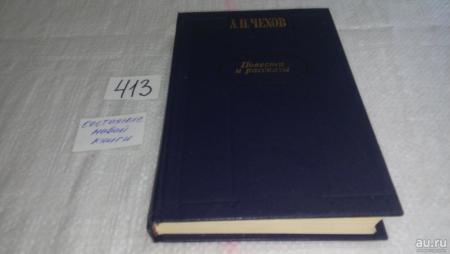 А.П.ЧЕХОВ
Повести
и рассказы
413
состояние
новой
книги
au.ru